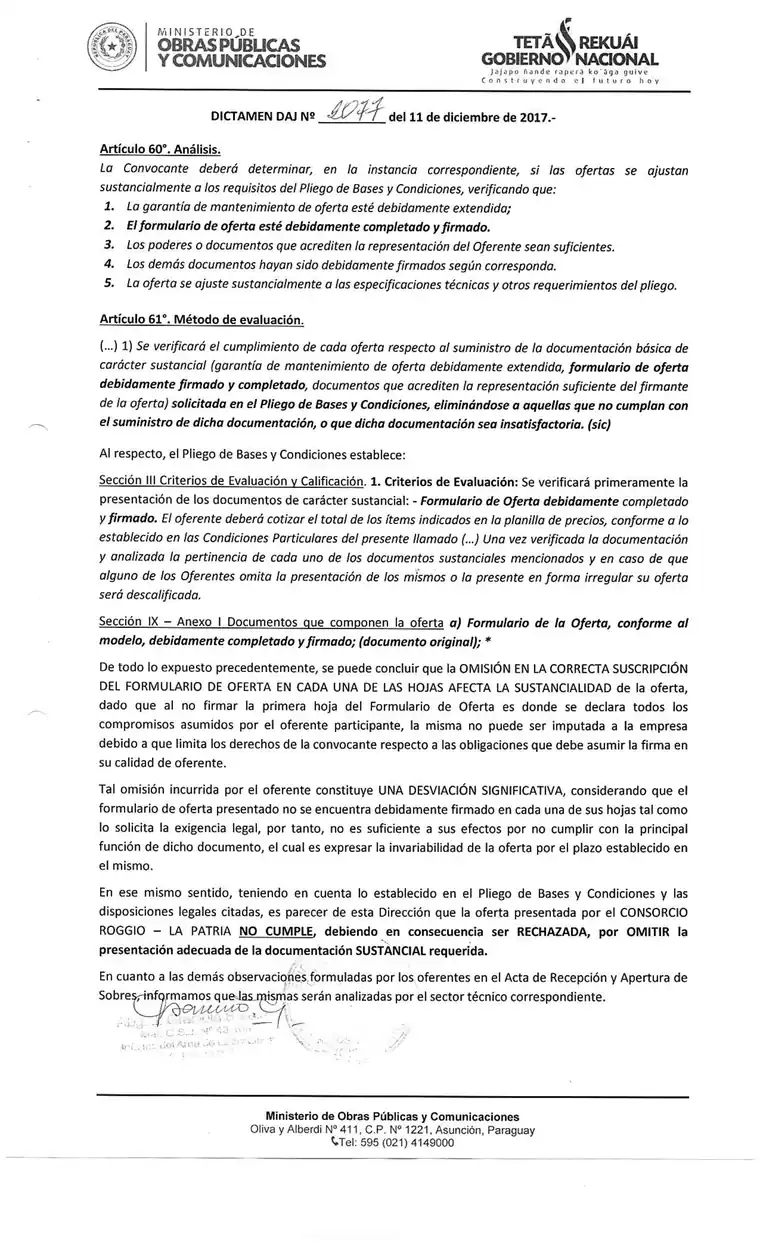 MINISTERIO DE
OBRAS PÚBLICAS
Y COMUNICACIONES
TETÃ REKUÁI
GOBIERNO NACIONAL
Jajapo ñande raperã ko'ãga guive
Construyendo el futuro hoy
DICTAMEN DAJ Nº 2077 del 11 de diciembre de 2017.-
Artículo 60°. Análisis.
La Convocante deberá determinar, en la instancia correspondiente, si las ofertas se ajustan
sustancialmente a los requisitos del Pliego de Bases y Condiciones, verificando que:
1. La garantía de mantenimiento de oferta esté debidamente extendida;
2. El formulario de oferta esté debidamente completado y firmado.
3. Los poderes o documentos que acrediten la representación del Oferente sean suficientes.
4. Los demás documentos hayan sido debidamente firmados según corresponda.
5. La oferta se ajuste sustancialmente a las especificaciones técnicas y otros requerimientos del pliego.
Artículo 61°. Método de evaluación.
(...) 1) Se verificará el cumplimiento de cada oferta respecto al suministro de la documentación básica de
carácter sustancial (garantía de mantenimiento de oferta debidamente extendida, formulario de oferta
debidamente firmado y completado, documentos que acrediten la representación suficiente del firmante
de la oferta) solicitada en el Pliego de Bases y Condiciones, eliminándose a aquellas que no cumplan con
el suministro de dicha documentación, o que dicha documentación sea insatisfactoria. (sic)
Al respecto, el Pliego de Bases y Condiciones establece:
Sección III Criterios de Evaluación y Calificación. 1. Criterios de Evaluación: Se verificará primeramente la
presentación de los documentos de carácter sustancial: - Formulario de Oferta debidamente completado
y firmado. El oferente deberá cotizar el total de los ítems indicados en la planilla de precios, conforme a lo
establecido en las Condiciones Particulares del presente llamado (...) Una vez verificada la documentación
y analizada la pertinencia de cada uno de los documentos sustanciales mencionados y en caso de que
alguno de los Oferentes omita la presentación de los mismos o la presente en forma irregular su oferta
será descalificada.
Sección IX – Anexo I Documentos que componen la oferta a) Formulario de la Oferta, conforme al
modelo, debidamente completado y firmado; (documento original); *
De todo lo expuesto precedentemente, se puede concluir que la OMISIÓN EN LA CORRECTA SUSCRIPCIÓN
DEL FORMULARIO DE OFERTA EN CADA UNA DE LAS HOJAS AFECTA LA SUSTANCIALIDAD de la oferta,
dado que al no firmar la primera hoja del Formulario de Oferta es donde se declara todos los
compromisos asumidos por el oferente participante, la misma no puede ser imputada a la empresa
debido a que limita los derechos de la convocante respecto a las obligaciones que debe asumir la firma en
su calidad de oferente.
Tal omisión incurrida por el oferente constituye UNA DESVIACIÓN SIGNIFICATIVA, considerando que el
formulario de oferta presentado no se encuentra debidamente firmado en cada una de sus hojas tal como
lo solicita la exigencia legal, por tanto, no es suficiente a sus efectos por no cumplir con la principal
función de dicho documento, el cual es expresar la invariabilidad de la oferta por el plazo establecido en
el mismo.
En ese mismo sentido, teniendo en cuenta lo establecido en el Pliego de Bases y Condiciones y las
disposiciones legales citadas, es parecer de esta Dirección que la oferta presentada por el CONSORCIO
ROGGIO – LA PATRIA NO CUMPLE, debiendo en consecuencia ser RECHAZADA, por OMITIR la
presentación adecuada de la documentación SUSTANCIAL requerida.
En cuanto a las demás observaciones formuladas por los oferentes en el Acta de Recepción y Apertura de
Sobres, informamos que las mismas serán analizadas por el sector técnico correspondiente.
Ministerio de Obras Públicas y Comunicaciones
Oliva y Alberdi Nº 411, C.P. Nº 1221, Asunción, Paraguay
Tel: 595 (021) 4149000